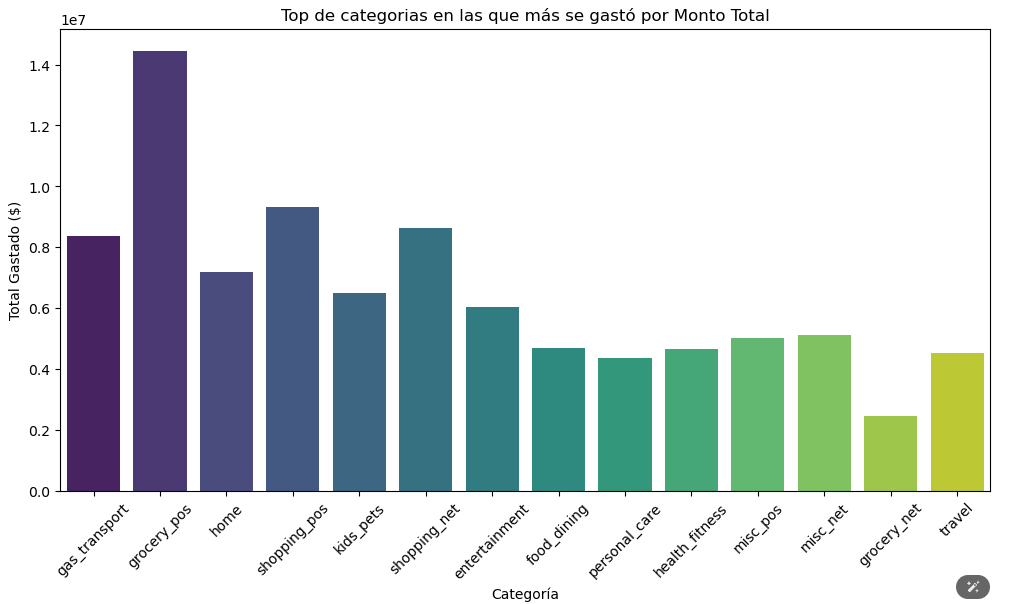 Top de categorias en las que más se gastó por Monto Total
1e7
Total Gastado ($)
1.4
1.2
1.0
0.8
0.6
0.4
0.2
0.0
gas_transport
grocery_pos
home
shopping_pos
kids_pets
shopping_net
entertainment
food_dining
personal_care
health_fitness
misc_pos
misc_net
grocery_net
travel
Categoría